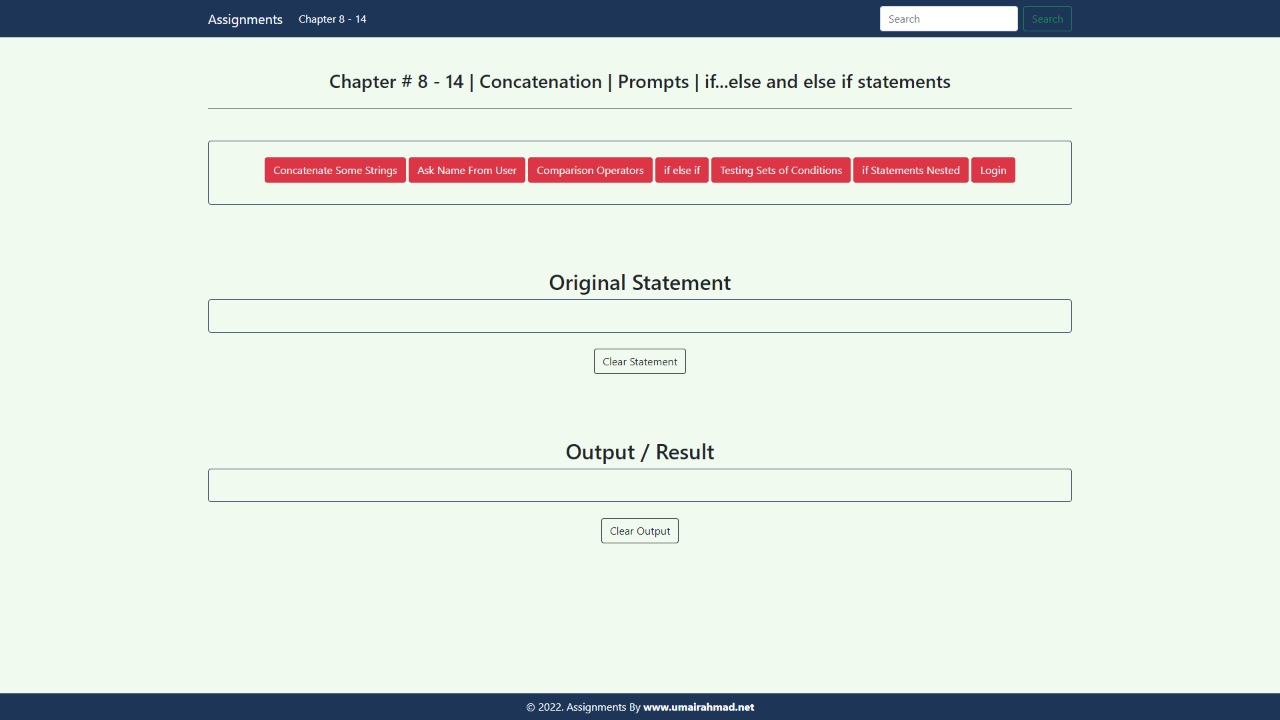 Assignments Chapter 8 - 14 Search Search
Chapter # 8 - 14 | Concatenation | Prompts | if...else and else if statements
Concatenate Some Strings Ask Name From User Comparison Operators if else if Testing Sets of Conditions if Statements Nested Login
Original Statement
Clear Statement
Output / Result
Clear Output
© 2022. Assignments By www.umairahmad.net